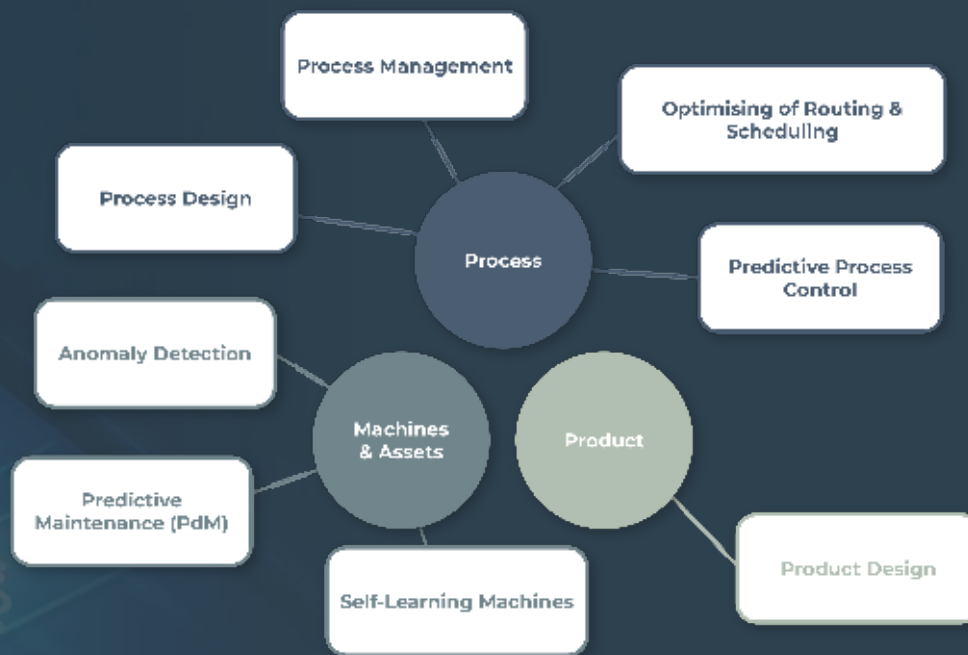 Process Management
Optimising of Routing &
Scheduling
Process Design
Process
Predictive Process
Control
Anomaly Detection
Machines
& Assets
Product
Predictive
Maintenance (PdM)
Product Design
Self-Learning Machines